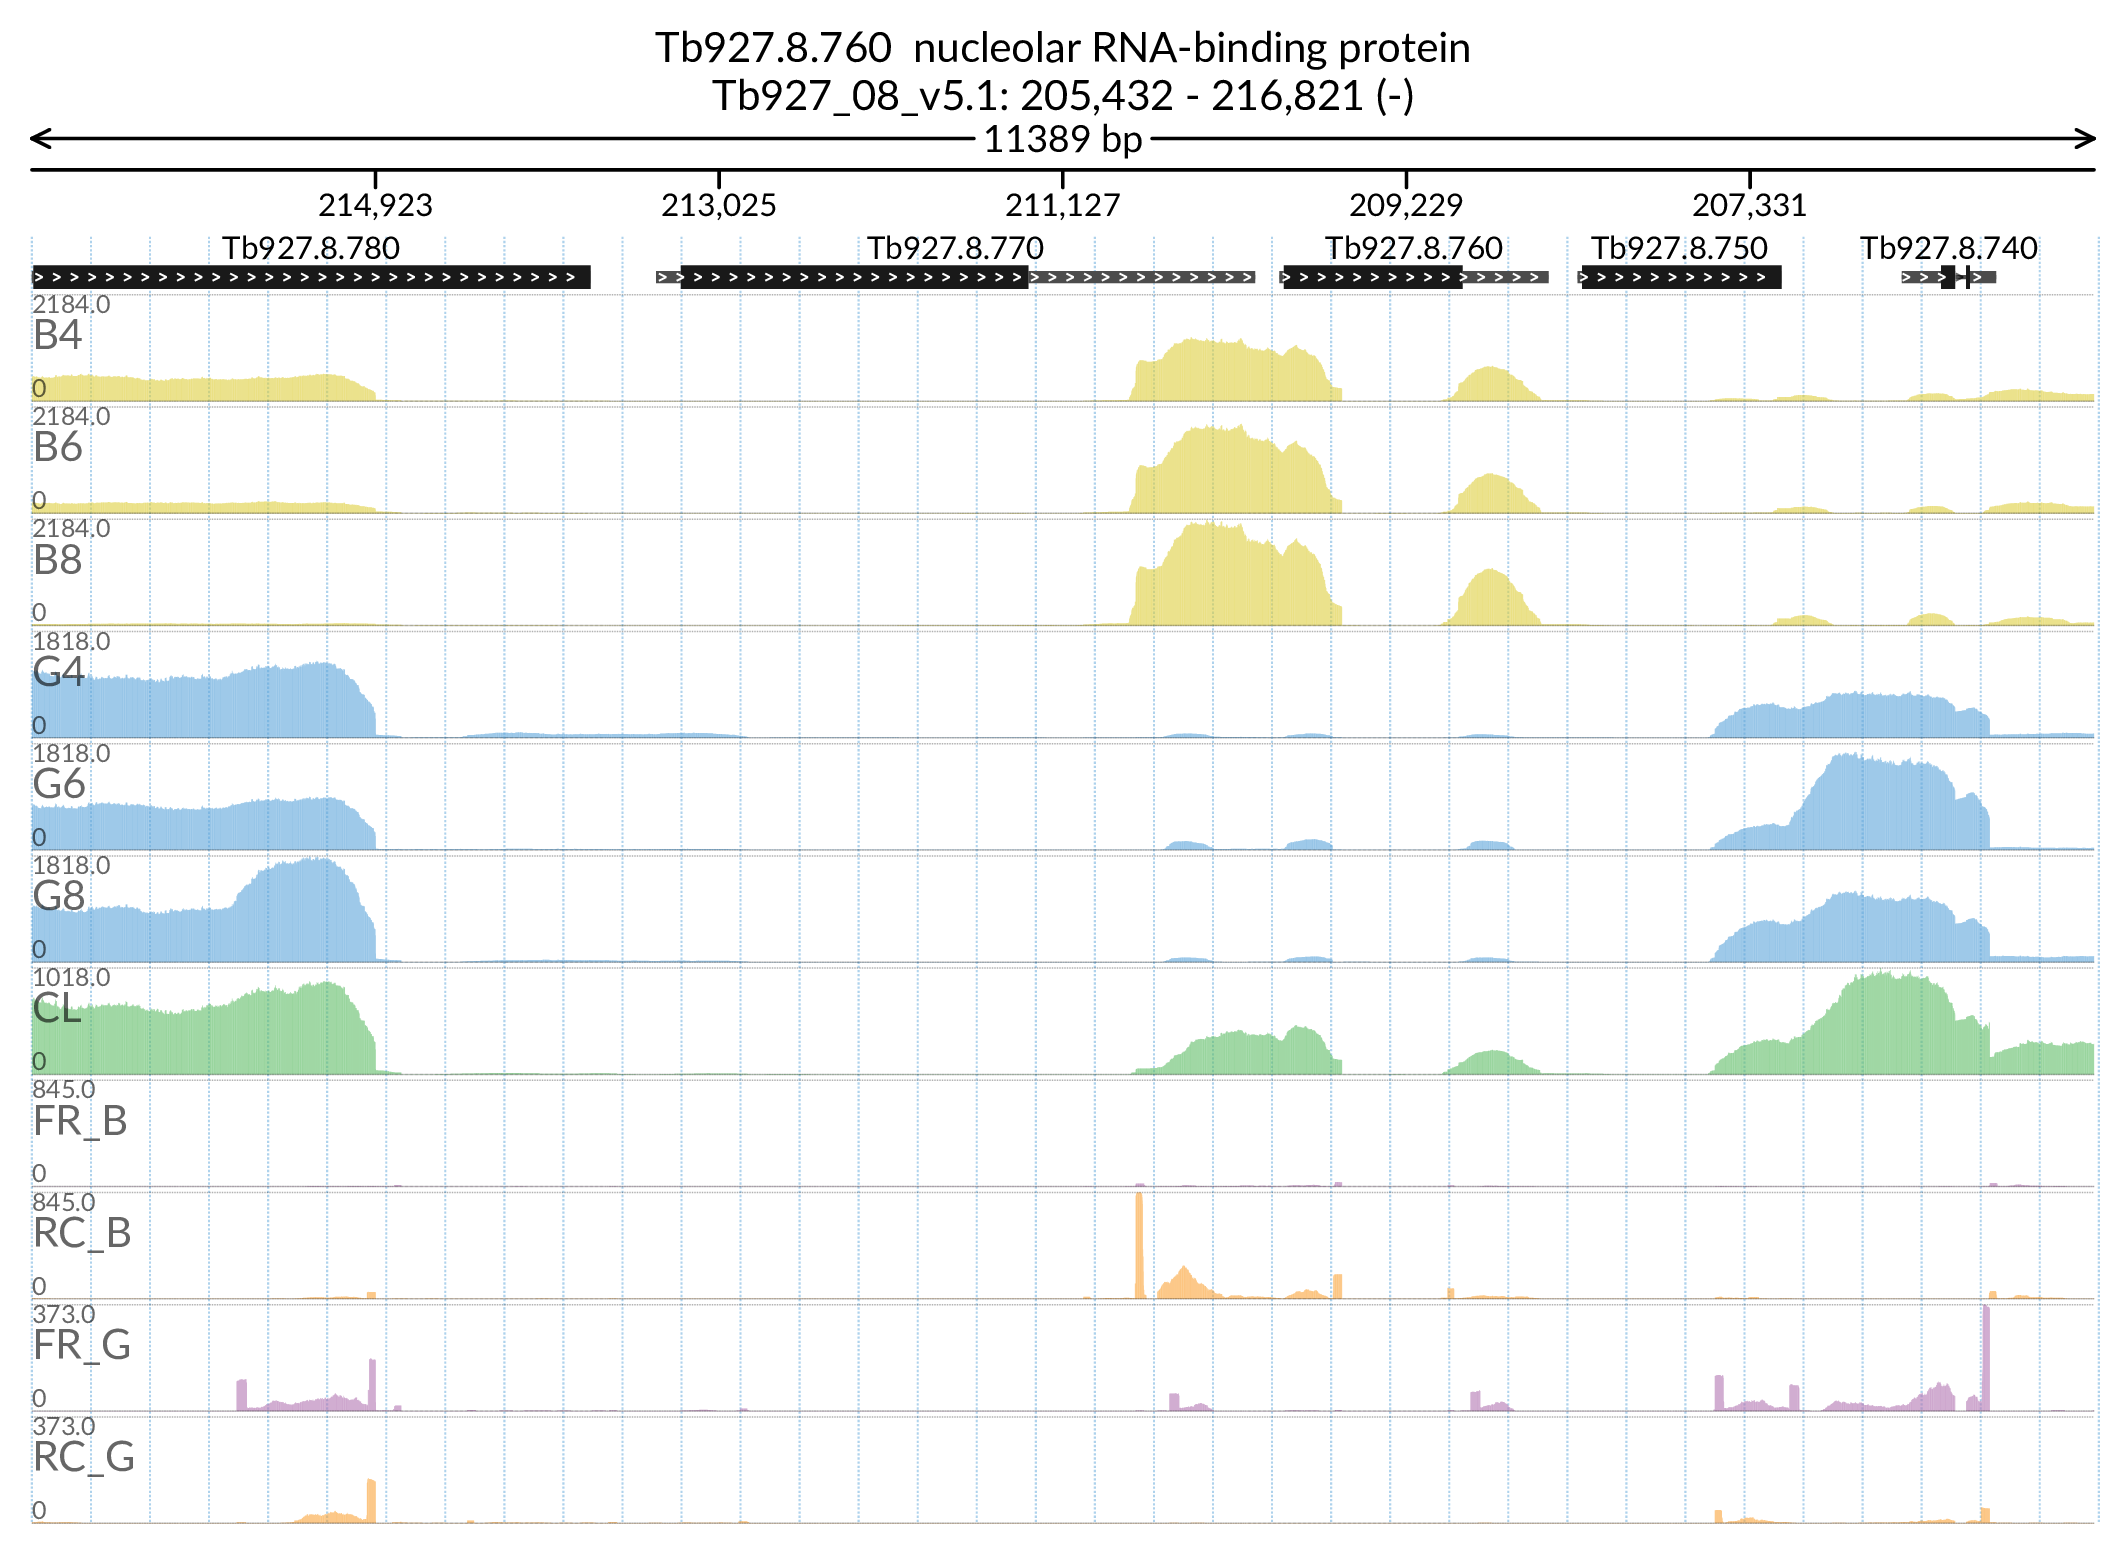 Tb927.8.760  nucleolar RNA-binding protein
Tb927_08_v5.1: 205,432 - 216,821 (-)
11389 bp
214,923 213,025 211,127 209,229 207,331
Tb927.8.780 Tb927.8.770 Tb927.8.760 Tb927.8.750 Tb927.8.740
2184.0
B4
0
2184.0
B6
0
2184.0
B8
0
1818.0
G4
0
1818.0
G6
0
1818.0
G8
0
1018.0
CL
0
845.0
FR_B
0
845.0
RC_B
0
373.0
FR_G
0
373.0
RC_G
0